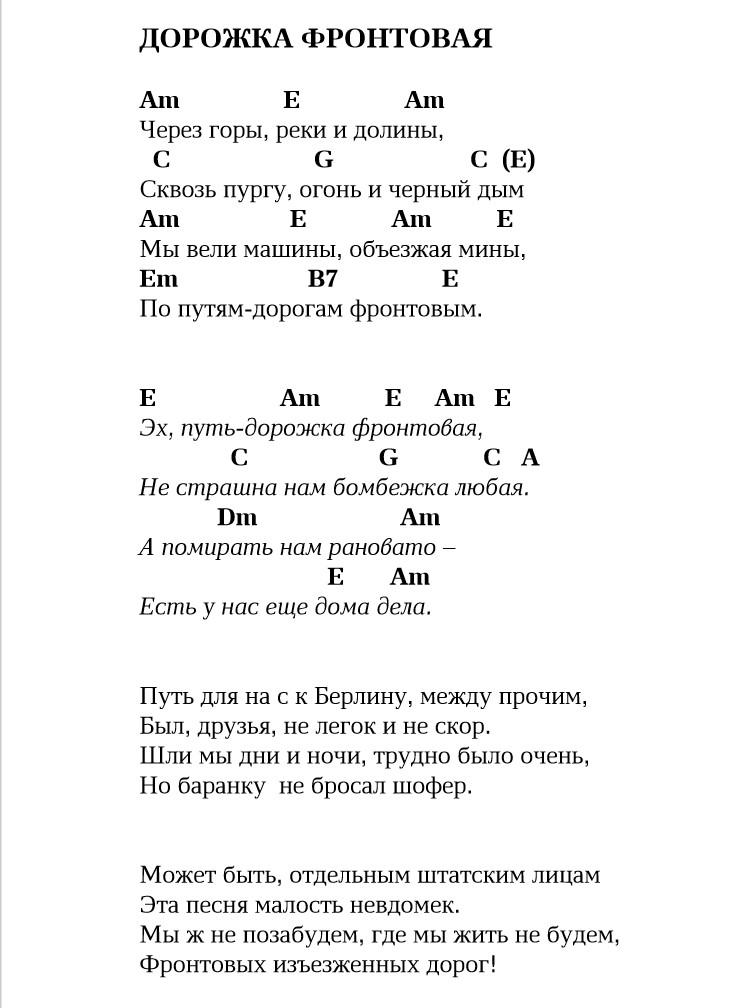 ДОРОЖКА ФРОНТОВАЯ
Am E Am
Через горы, реки и долины,
C G C (E)
Сквозь пургу, огонь и черный дым
Am E Am E
Мы вели машины, объезжая мины,
Em B7 E
По путям-дорогам фронтовым.
E Am E Am E
Эх, путь-дорожка фронтовая,
C G C A
Не страшна нам бомбежка любая.
Dm Am
А помирать нам рановато –
E Am
Есть у нас еще дома дела.
Путь для на с к Берлину, между прочим,
Был, друзья, не легок и не скор.
Шли мы дни и ночи, трудно было очень,
Но баранку  не бросал шофер.
Может быть, отдельным штатским лицам
Эта песня малость невдомек.
Мы ж не позабудем, где мы жить не будем,
Фронтовых изъезженных дорог!